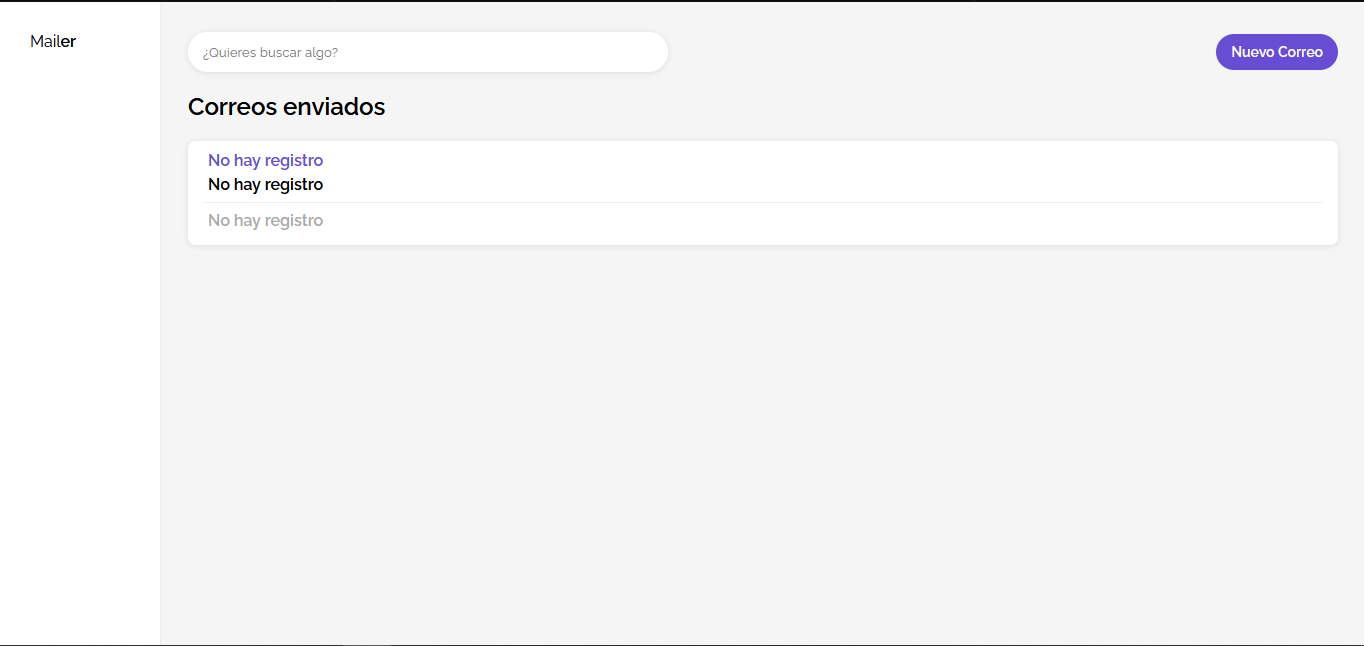 Mailer
¿Quieres buscar algo?
Nuevo Correo
Correos enviados
No hay registro
No hay registro
No hay registro